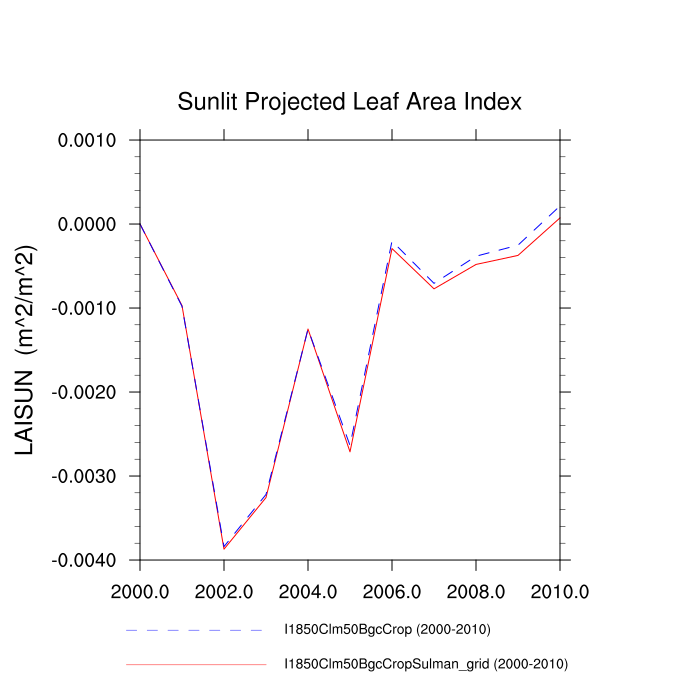 Sunlit Projected Leaf Area Index
LAISUN (m^2/m^2)
0.0010
0.0000
-0.0010
-0.0020
-0.0030
-0.0040
2000.0 2002.0 2004.0 2006.0 2008.0 2010.0
I1850Clm50BgcCrop (2000-2010)
I1850Clm50BgcCropSulman_grid (2000-2010)